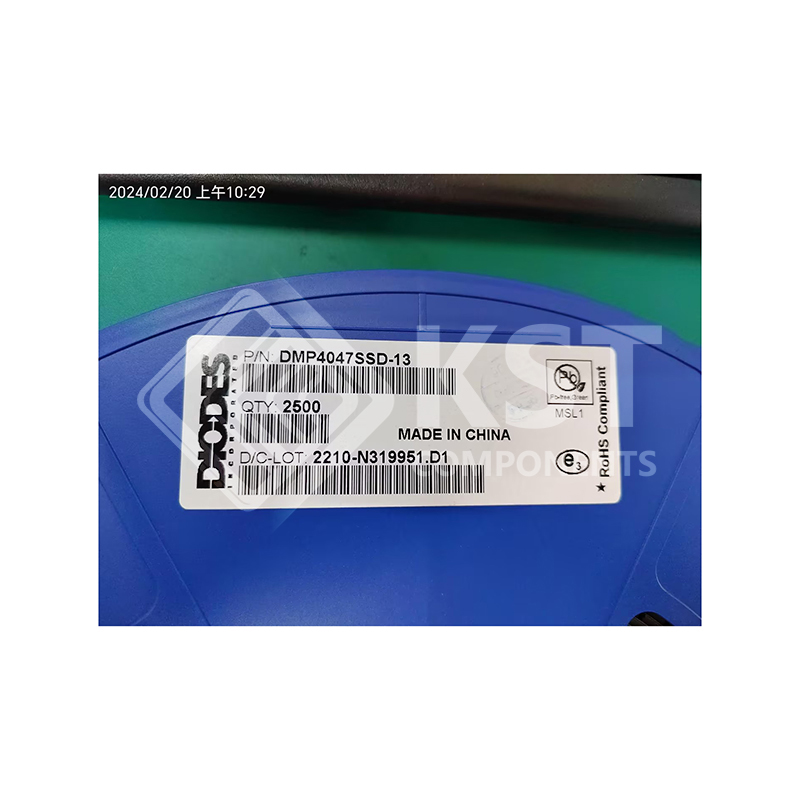 2024/02/20 上午10:29
KST
COMPONENTS
DIODES
INCORPORATED
P/N: DMP4047SSD-13
QTY: 2500
MADE IN CHINA
D/C-LOT: 2210-N319951.D1
Pb
MSL1
e3
★ RoHS Compliant